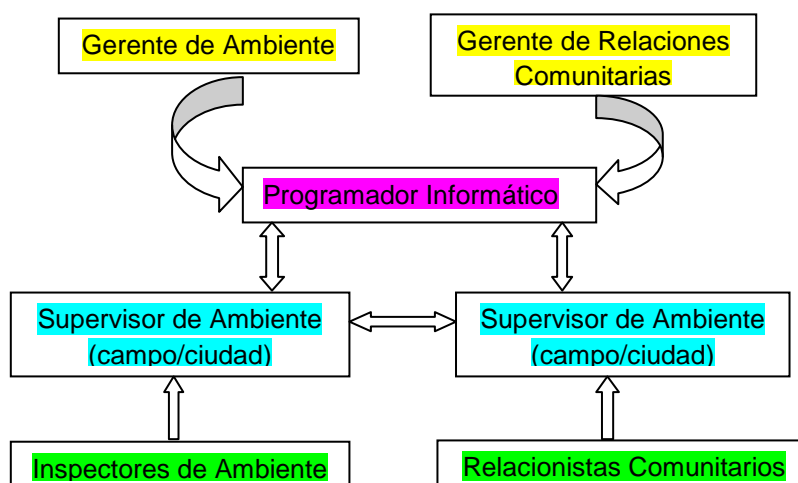 Gerente de Ambiente
Gerente de Relaciones
Comunitarias
Programador Informático
Supervisor de Ambiente
(campo/ciudad)
Supervisor de Ambiente
(campo/ciudad)
Inspectores de Ambiente
Relacionistas Comunitarios